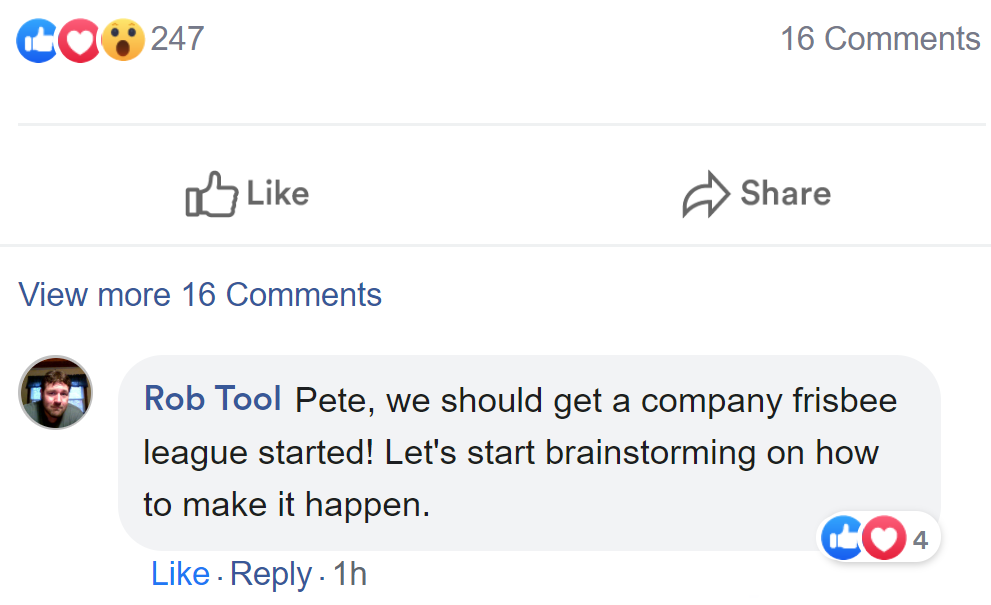 247 16 Comments
Like Share
View more 16 Comments
Rob Tool Pete, we should get a company frisbee
league started! Let's start brainstorming on how
to make it happen.
4
Like · Reply · 1h